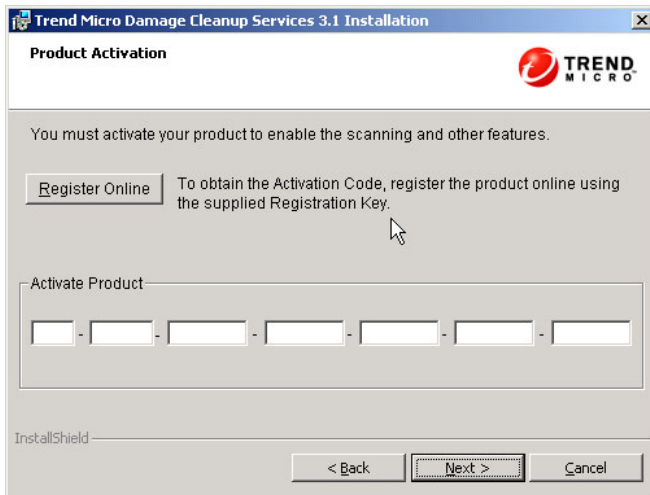 Trend Micro Damage Cleanup Services 3.1 Installation
Product Activation
TREND
MICRO
You must activate your product to enable the scanning and other features.
Register Online
To obtain the Activation Code, register the product online using
the supplied Registration Key.
Activate Product
- - - - - -
InstallShield
< Back
Next >
Cancel